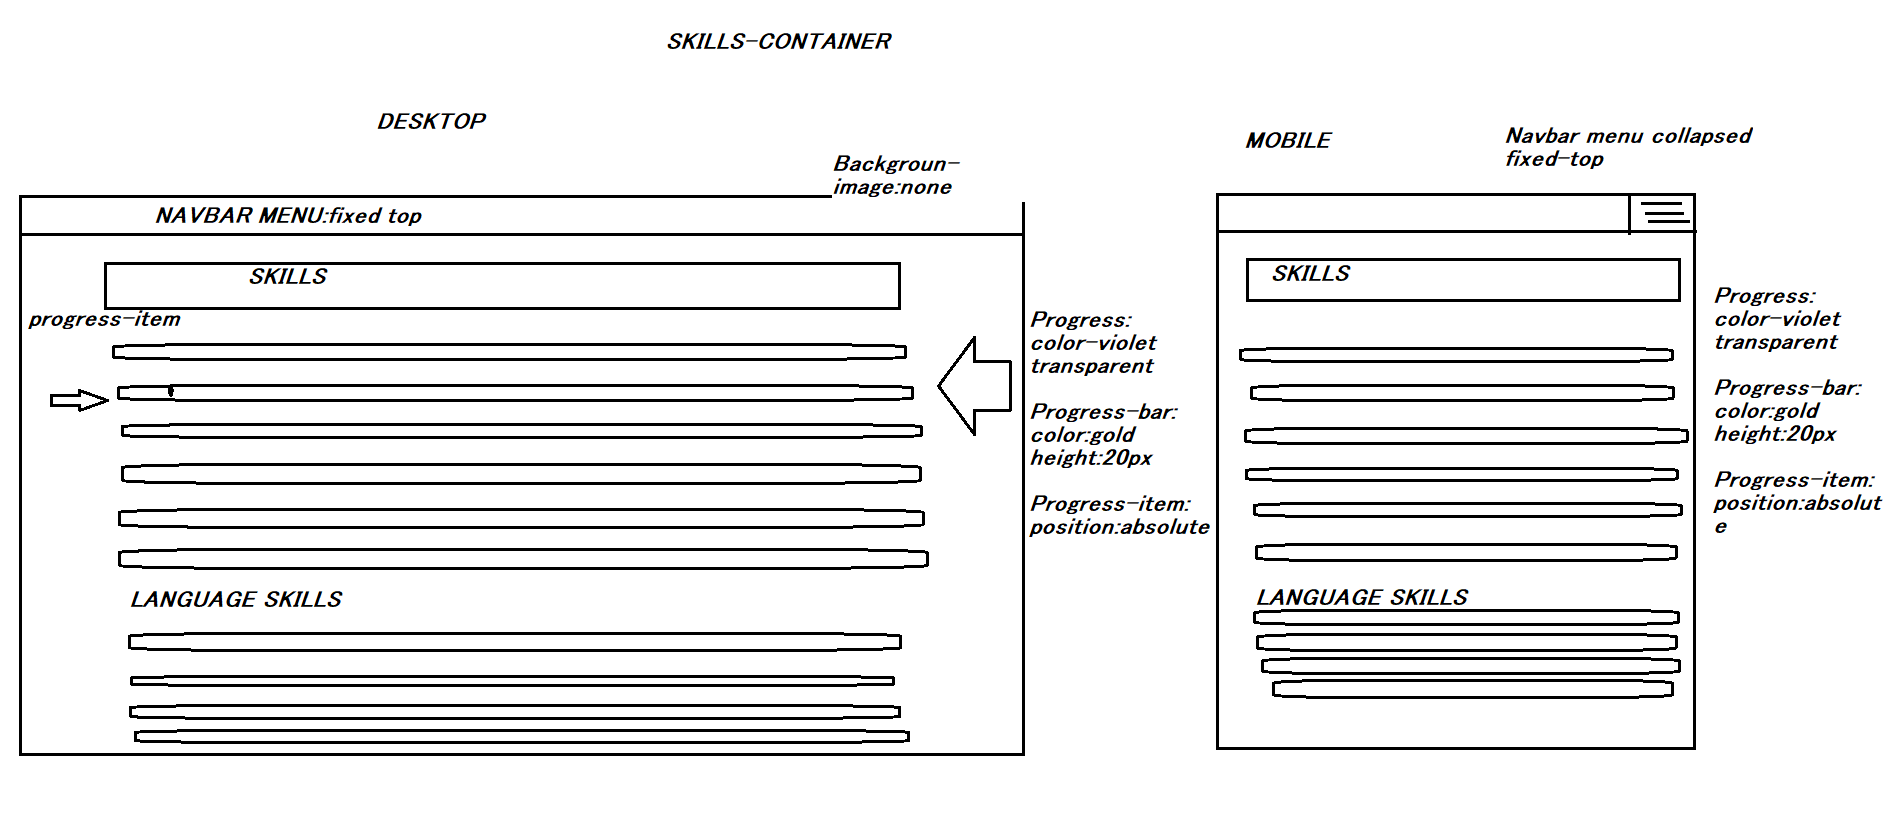 SKILLS-CONTAINER
DESKTOP
Backgroun-
image:none
NAVBAR MENU:fixed top
SKILLS
progress-item
Progress:
color-violet
transparent
Progress-bar:
color:gold
height:20px
Progress-item:
position:absolute
LANGUAGE SKILLS
MOBILE
Navbar menu collapsed
fixed-top
SKILLS
Progress:
color-violet
transparent
Progress-bar:
color:gold
height:20px
Progress-item:
position:absolut
e
LANGUAGE SKILLS